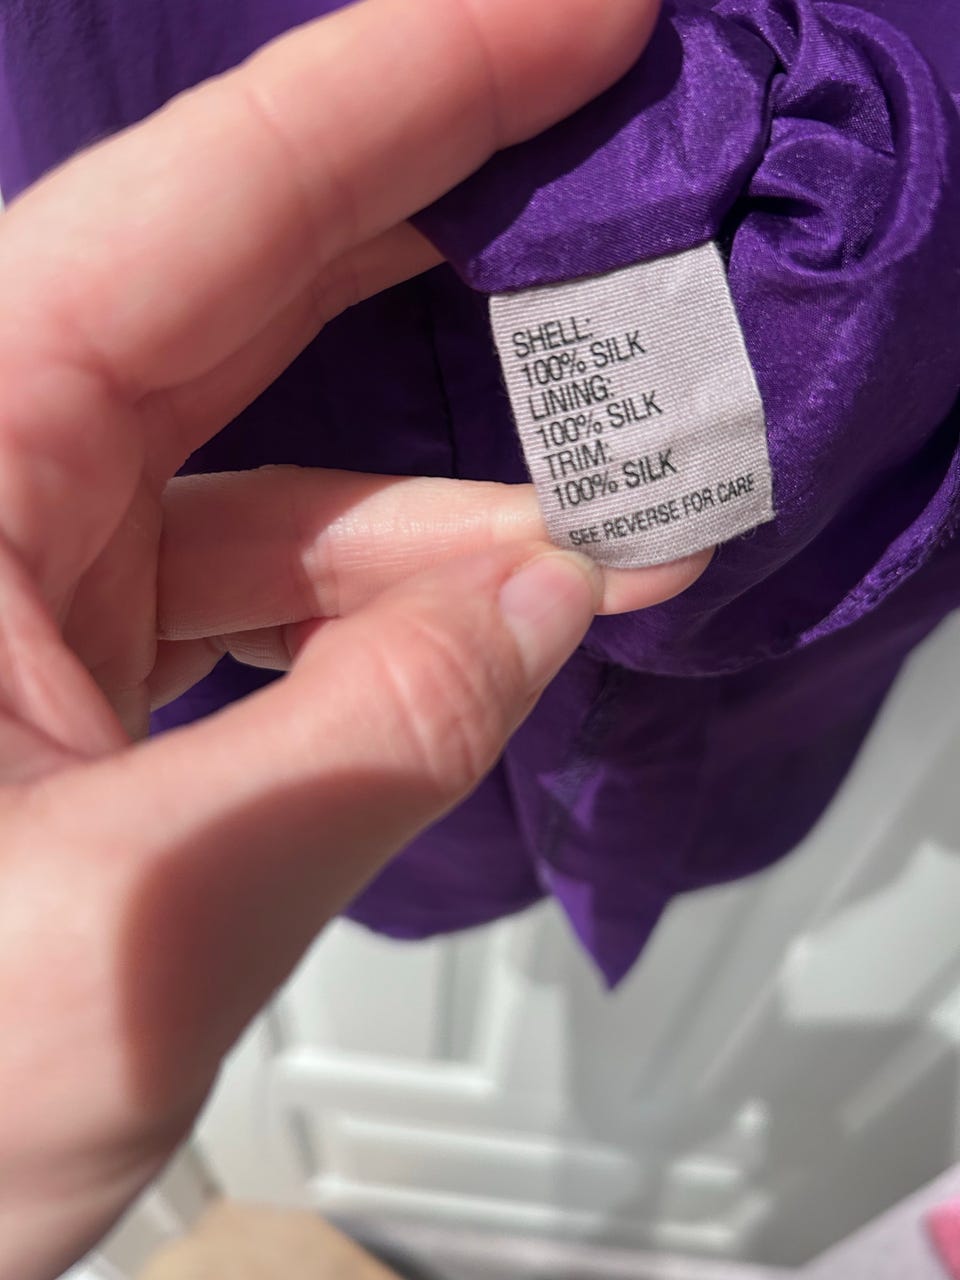 SHELL:
100% SILK
LINING:
100% SILK
TRIM:
100% SILK
SEE REVERSE FOR CARE